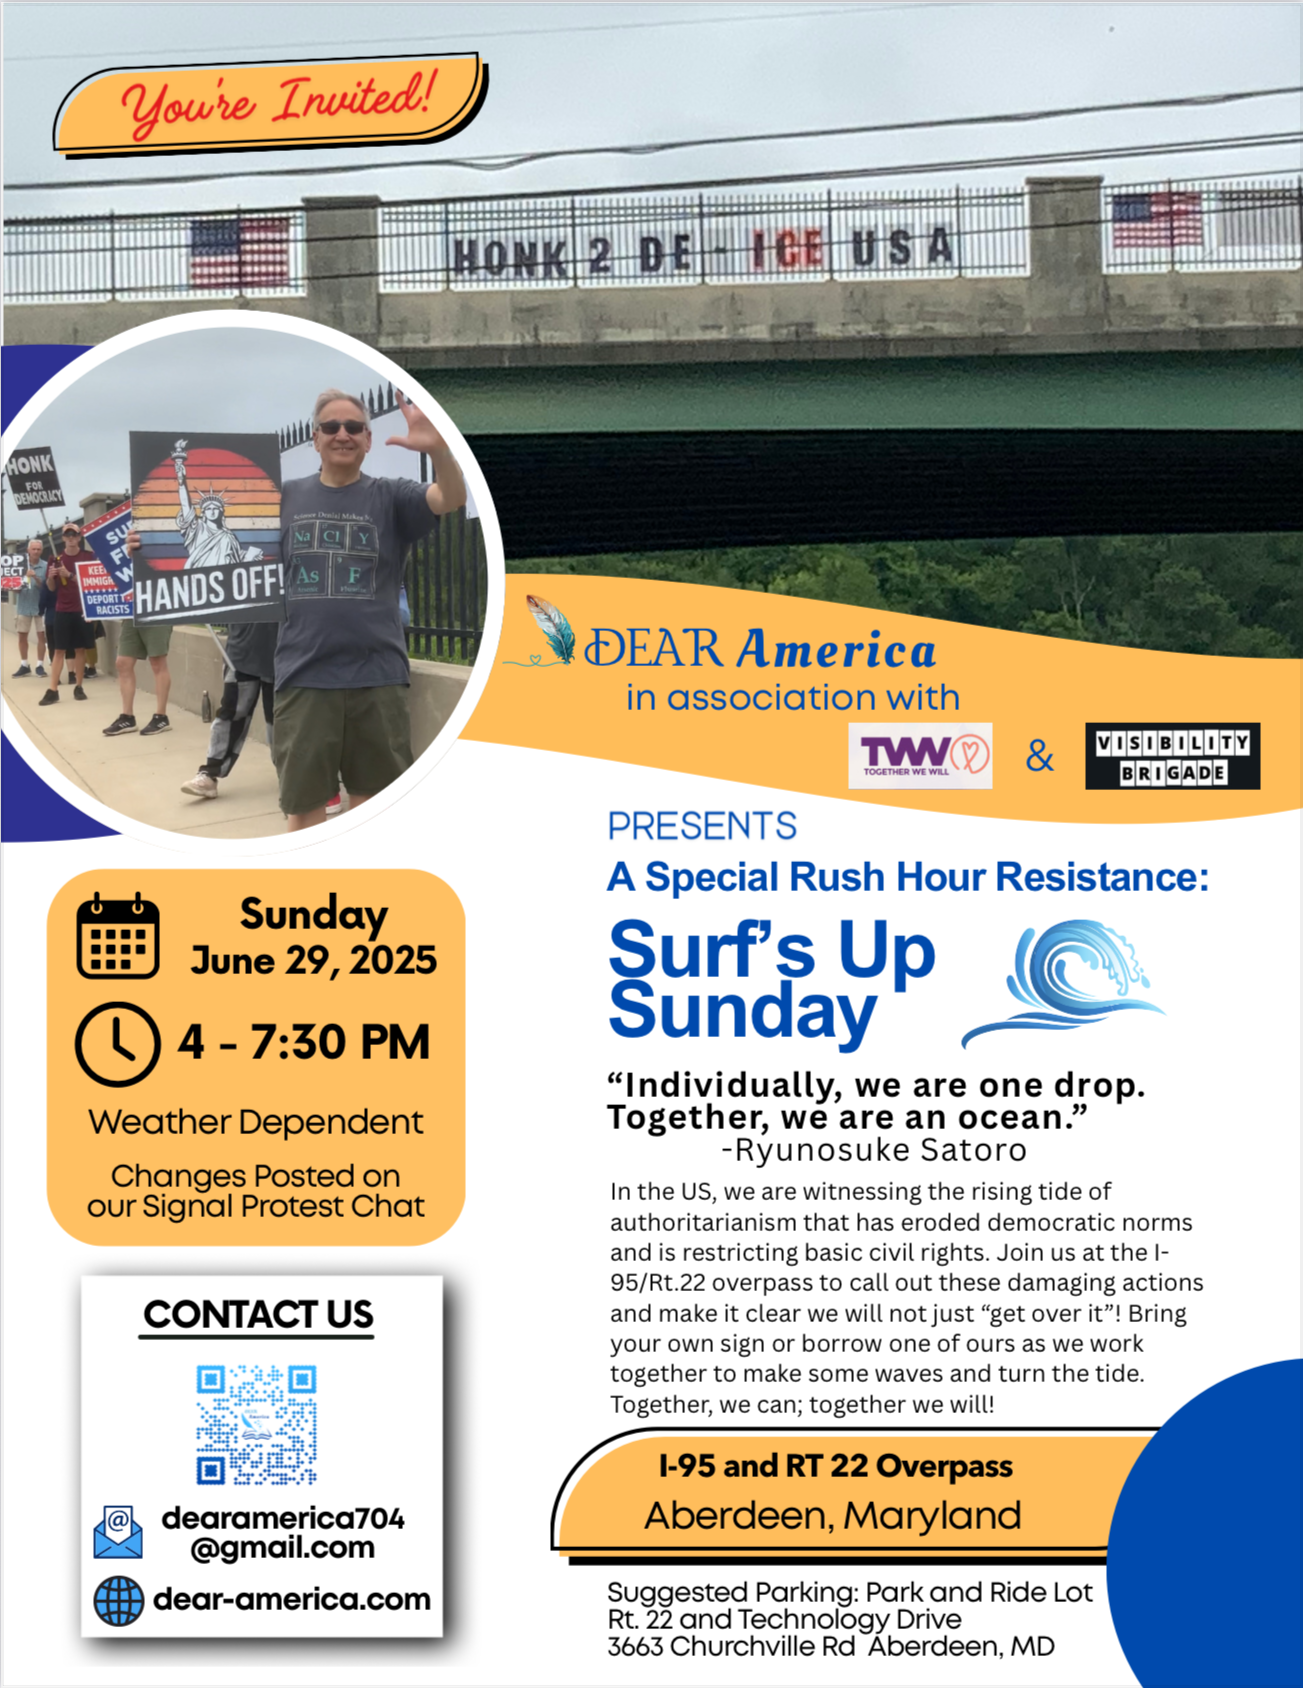 You're Invited!
HONK 2 DE - ICE USA
HONK
FOR
DEMOCRACY
KEEP
IMMIGR
DEPORT
RACISTS
HANDS OFF!
Science Denial Makes
Na Cl Y
As F
DEAR America
in association with
TWW
TOGETHER WE WILL
&
VISIBILITY
BRIGADE
PRESENTS
A Special Rush Hour Resistance:
Surf's Up
Sunday
"Individually, we are one drop.
Together, we are an ocean."
-Ryunosuke Satoro
In the US, we are witnessing the rising tide of
authoritarianism that has eroded democratic norms
and is restricting basic civil rights. Join us at the I-
95/Rt.22 overpass to call out these damaging actions
and make it clear we will not just "get over it"! Bring
your own sign or borrow one of ours as we work
together to make some waves and turn the tide.
Together, we can; together we will!
I-95 and RT 22 Overpass
Aberdeen, Maryland
Suggested Parking: Park and Ride Lot
Rt. 22 and Technology Drive
3663 Churchville Rd Aberdeen, MD
Sunday
June 29, 2025
4 - 7:30 PM
Weather Dependent
Changes Posted on
our Signal Protest Chat
CONTACT US
dearamerica704
@gmail.com
dear-america.com